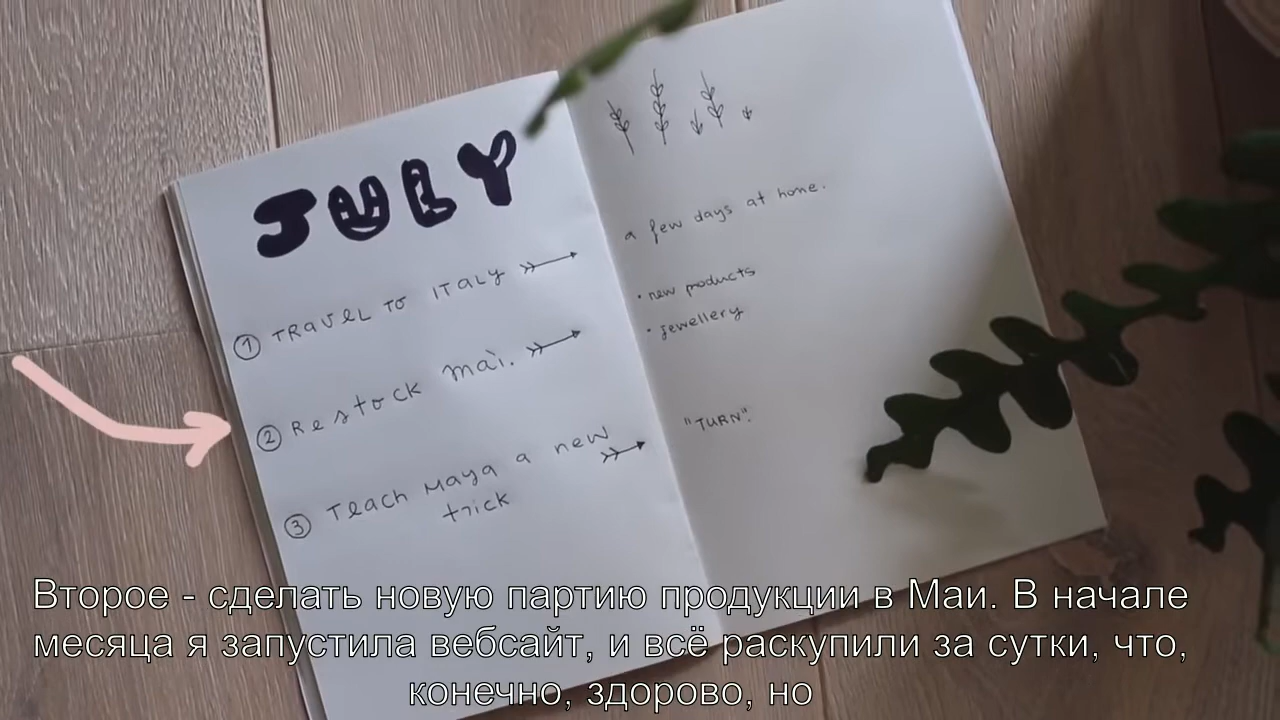 JULY
① TRAVEL TO ITALY
② Restock mai.
③ Teach Maya a new
trick
a few days at home.
• new products
• jewellery
"TURN".
Второе - сделать новую партию продукции в Маи. В начале
месяца я запустила вебсайт, и всё раскупили за сутки, что,
конечно, здорово, но